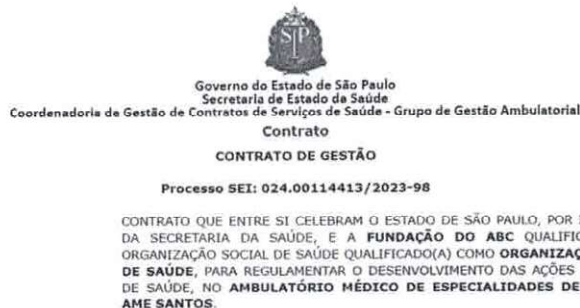 SP
Governo do Estado de São Paulo
Secretaria de Estado da Saúde
Coordenadoria de Gestão de Contratos de Serviços de Saúde - Grupo de Gestão Ambulatorial
Contrato
CONTRATO DE GESTÃO
Processo SEI: 024.00114413/2023-98
CONTRATO QUE ENTRE SI CELEBRAM O ESTADO DE SÃO PAULO, POR
DA SECRETARIA DA SAÚDE, E A FUNDAÇÃO DO ABC
ORGANIZAÇÃO SOCIAL DE SAÚDE QUALIFICADO(A) COMO
DE SAÚDE, PARA REGULAMENTAR O DESENVOLVIMENTO DAS AÇÕES
DE SAÚDE, NO AMBULATÓRIO MÉDICO DE ESPECIALIDADES DE
AME SANTOS.